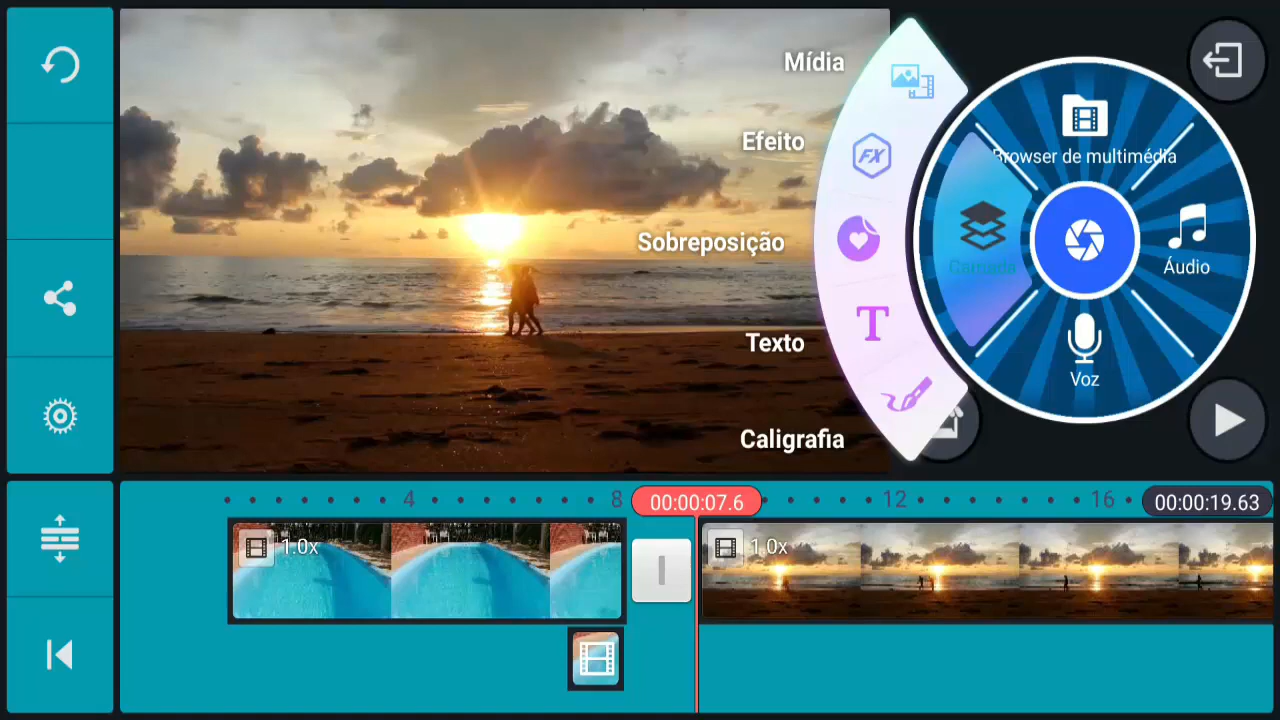 Mídia
Efeito
Sobreposição
Texto
Caligrafia
FX
T
Browser de multimédia
Camada
Áudio
Voz
4
8
00:00:07.6
12
16
00:00:19.63
1.0x
1.0x